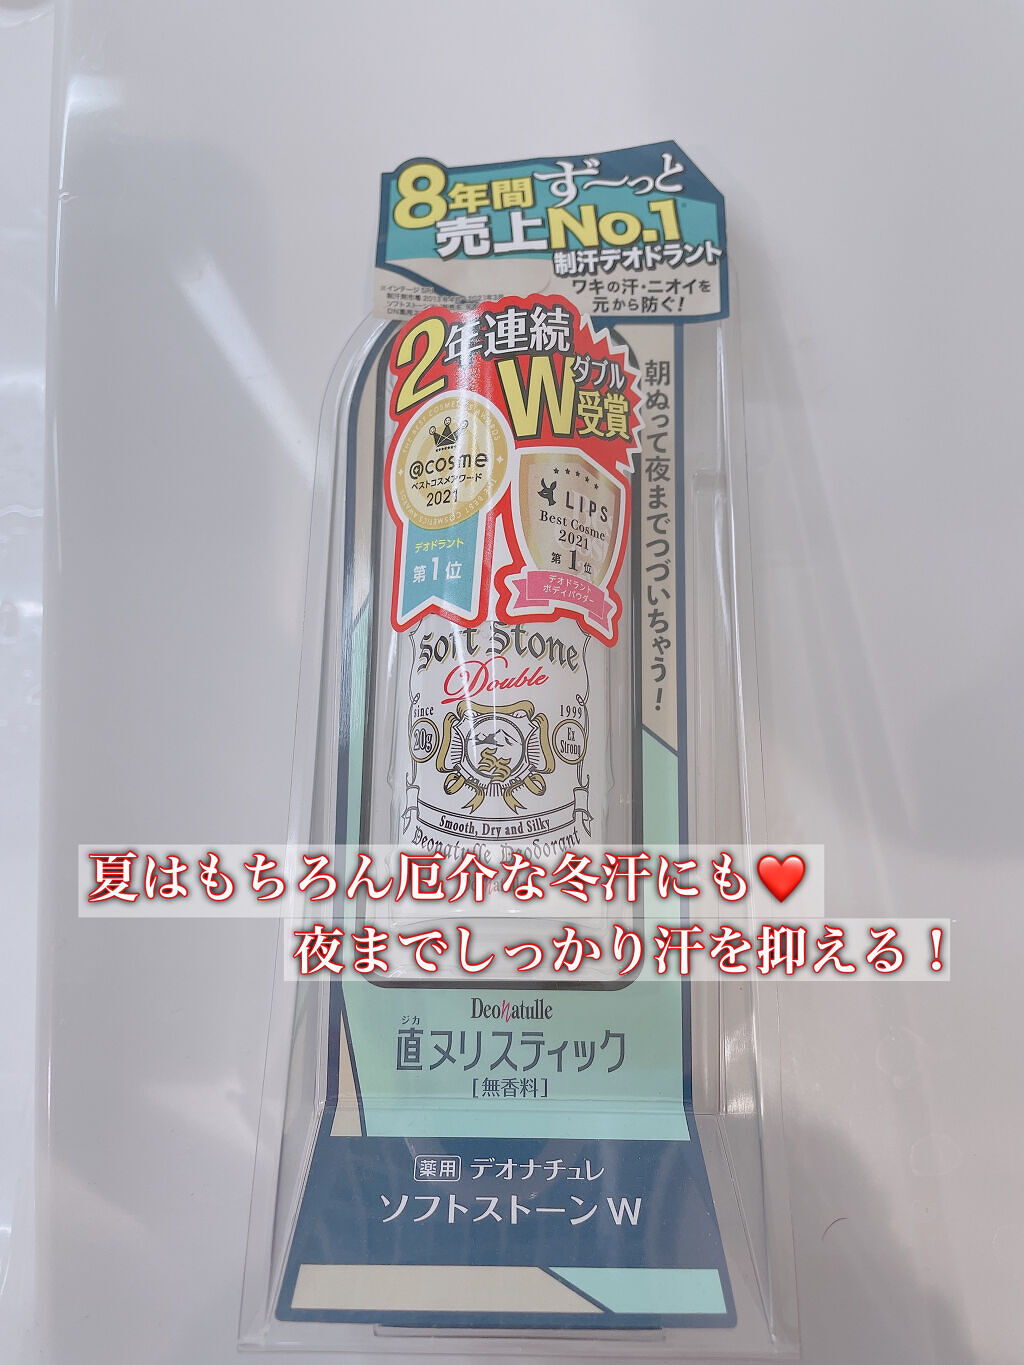 8年間ず〜っと
売上No.1
制汗デオドラント
ワキの汗・ニオイを
元から防ぐ!
2年連続
Wダブル受賞
@cosme
ベストコスメアワード
2021
デオドラント
第1位
LIPS
Best Cosme
2021
第1位
デオドラント
ボディパウダー
朝ぬって夜までつづいちゃう!
Soft Stone
Double
since 1999
20g
Ex Strong
SS
Smooth, Dry and Silky
Deonatulle Deodorant
夏はもちろん厄介な冬汗にも❤
夜までしっかり汗を抑える!
Deonatulle
ジカ
直ヌリスティック
[無香料]
薬用 デオナチュレ
ソフトストーンW